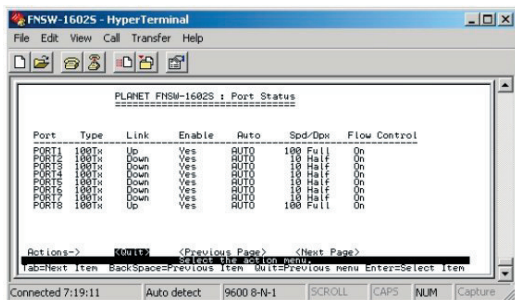 FNSW-1602S - HyperTerminal
File Edit View Call Transfer Help
PLANET FNSW-1602S : Port Status
Port Type Link Enable Auto Spd/Dpx Flow Control
PORT1 100Tx Up Yes AUTO 100 Full On
PORT2 100Tx Down Yes AUTO 10 Half On
PORT3 100Tx Down Yes AUTO 10 Half On
PORT4 100Tx Down Yes AUTO 10 Half On
PORT5 100Tx Down Yes AUTO 10 Half On
PORT6 100Tx Down Yes AUTO 10 Half On
PORT7 100Tx Down Yes AUTO 10 Half On
PORT8 100Tx Up Yes AUTO 100 Full On
Actions-> <Quit> <Previous Page> <Next Page>
Select the action menu.
Tab=Next Item BackSpace=Previous Item Quit=Previous menu Enter=Select Item
Connected 7:19:11 Auto detect 9600 8-N-1 SCROLL CAPS NUM Capture